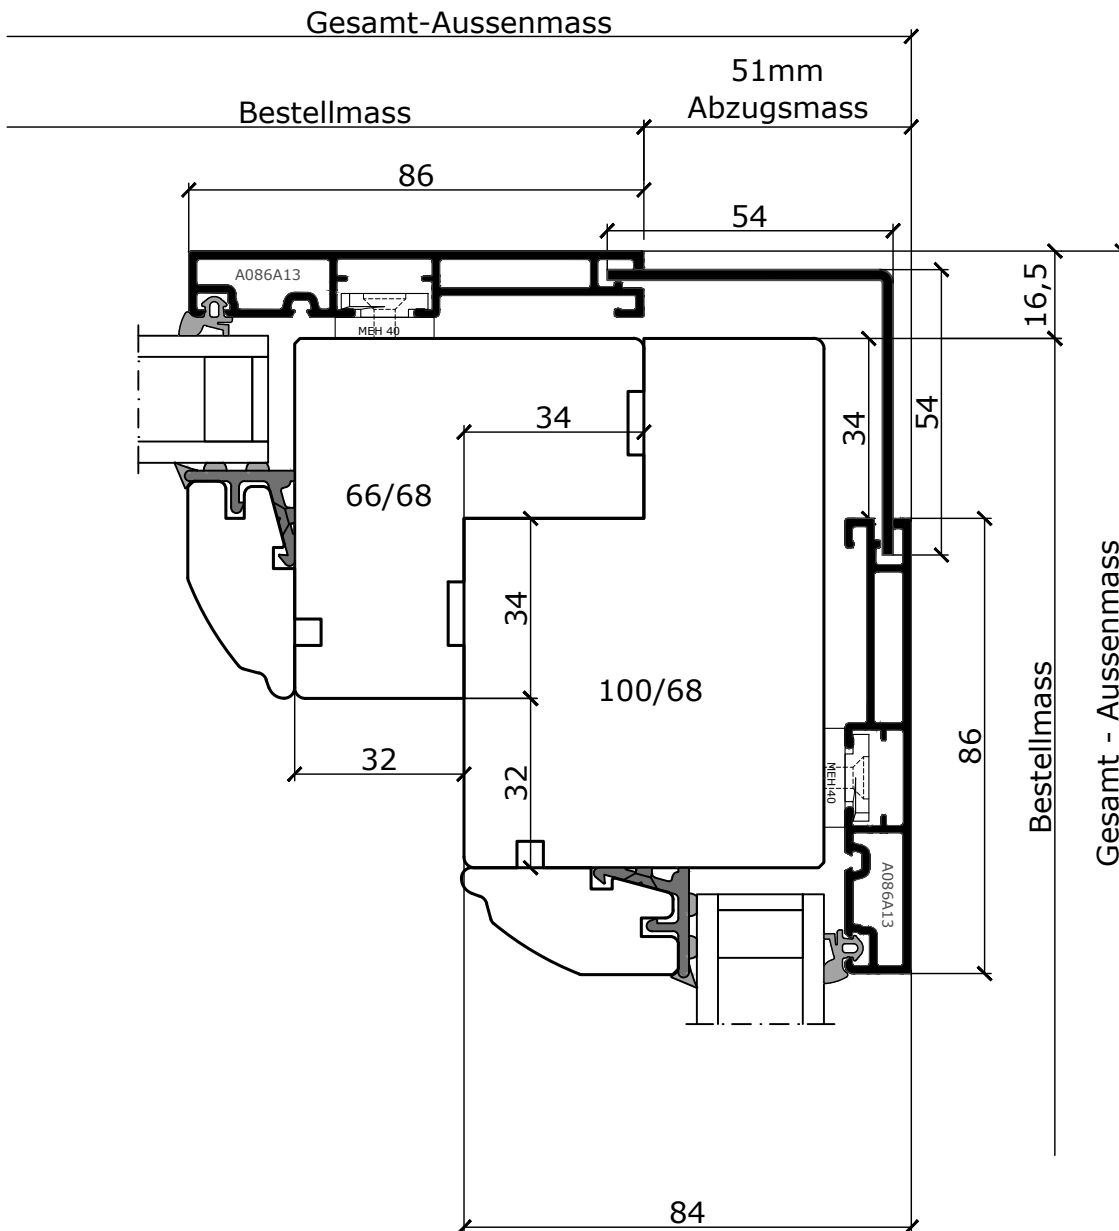 Gesamt-Aussenmass
51mm
Bestellmass
Abzugsmass
86
54
A086A13
16,5
MEH 40
34
34
54
66/68
34
100/68
Bestellmass
Gesamt - Aussenmass
32
32
86
MEH 40
A086A13
84